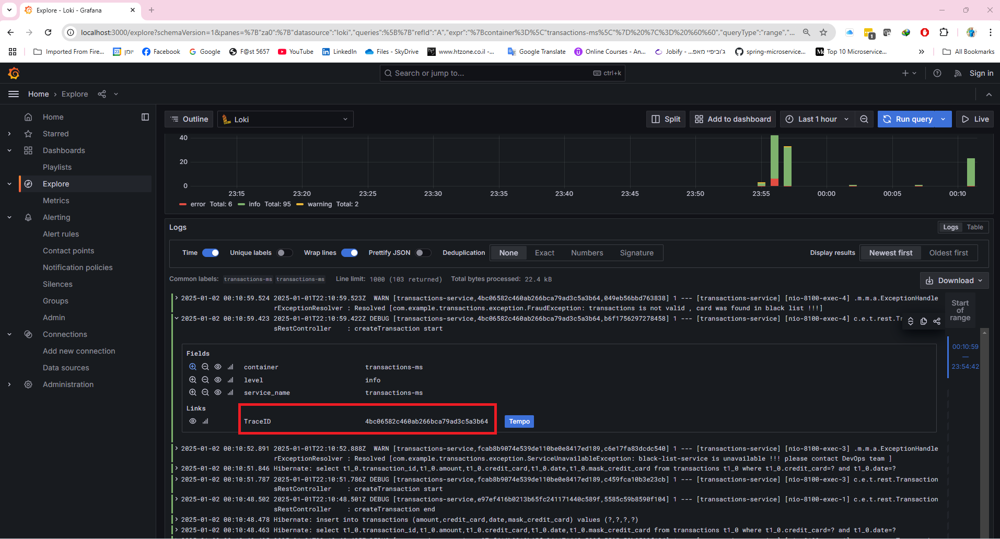 Explore - Loki - Grafana
localhost:3000/explore?schemaVersion=1&panes=%7B"za0":%7B"datasource":"loki","queries":%5B%7B"refId":"A","expr":"%7Bcontainer%3D%5C"transactions-ms%5C"%7D%20%7C%3D%20%60%60","queryType":"range","...
1
Imported From Fire...
23
יומן
Facebook
Google
F@st 5657
YouTube
LinkedIn
Files - SkyDrive
www.htzone.co.il -...
Google Translate
Online Courses - An...
Jobify - ...ג'וביפיי מאפ
spring-microservice...
Top 10 Microservice...
All Bookmarks
Search or jump to...
ctrl+k
Sign in
Home › Explore
Home
Starred
Dashboards
Playlists
Explore
Metrics
Alerting
Alert rules
Contact points
Notification policies
Silences
Groups
Admin
Connections
Add new connection
Data sources
Administration
Outline
Loki
Split
Add to dashboard
Last 1 hour
Run query
Live
40
20
0
23:15 23:20 23:25 23:30 23:35 23:40 23:45 23:50 23:55 00:00 00:05 00:10
error Total: 6 info Total: 95 warning Total: 2
Logs
Logs Table
Time Unique labels Wrap lines Prettify JSON Deduplication None Exact Numbers Signature
Display results Newest first Oldest first
Common labels: transactions-ms transactions-ms Line limit: 1000 (103 returned) Total bytes processed: 22.4 kB
Download
2025-01-02 00:10:59.524 2025-01-01T22:10:59.523Z WARN [transactions-service,4bc06582c460ab266bca79ad3c5a3b64,049eb56bbd763838] 1 --- [transactions-service] [nio-8100-exec-4] .m.m.a.ExceptionHandle
rExceptionResolver : Resolved [com.example.transactions.exception.FraudException: transactions is not valid , card was found in black list !!!]
2025-01-02 00:10:59.423 2025-01-01T22:10:59.422Z DEBUG [transactions-service,4bc06582c460ab266bca79ad3c5a3b64,b6f1756297278458] 1 --- [transactions-service] [nio-8100-exec-4] c.e.t.rest.Tr
sRestController : createTransaction start
Start
of
range
00:10:59
—
23:54:42
Fields
container transactions-ms
level info
service_name transactions-ms
Links
TraceID 4bc06582c460ab266bca79ad3c5a3b64 Tempo
2025-01-02 00:10:52.891 2025-01-01T22:10:52.888Z WARN [transactions-service,fcab8b9074e539de110be0e8417ed189,c6e17fa83dcdc540] 1 --- [transactions-service] [nio-8100-exec-3] .m.m.a.ExceptionHandle
rExceptionResolver : Resolved [com.example.transactions.exception.ServiceUnavailableException: black-list-service is unavailable !!! please contact DevOps team ]
2025-01-02 00:10:51.846 Hibernate: select t1_0.transaction_id,t1_0.amount,t1_0.credit_card,t1_0.date,t1_0.mask_credit_card from transactions t1_0 where t1_0.credit_card=? and t1_0.date=?
2025-01-02 00:10:51.787 2025-01-01T22:10:51.786Z DEBUG [transactions-service,fcab8b9074e539de110be0e8417ed189,c459fca10b3e23cb] 1 --- [transactions-service] [nio-8100-exec-3] c.e.t.rest.Transaction
sRestController : createTransaction start
2025-01-02 00:10:48.502 2025-01-01T22:10:48.501Z DEBUG [transactions-service,e97ef416b0213b65fc241171440c589f,5585c59b8590f104] 1 --- [transactions-service] [nio-8100-exec-1] c.e.t.rest.Transaction
sRestController : createTransaction end
2025-01-02 00:10:48.478 Hibernate: insert into transactions (amount,credit_card,date,mask_credit_card) values (?,?,?,?)
2025-01-02 00:10:48.463 Hibernate: select t1_0.transaction_id,t1_0.amount,t1_0.credit_card,t1_0.date,t1_0.mask_credit_card from transactions t1_0 where t1_0.credit_card=? and t1_0.date=?